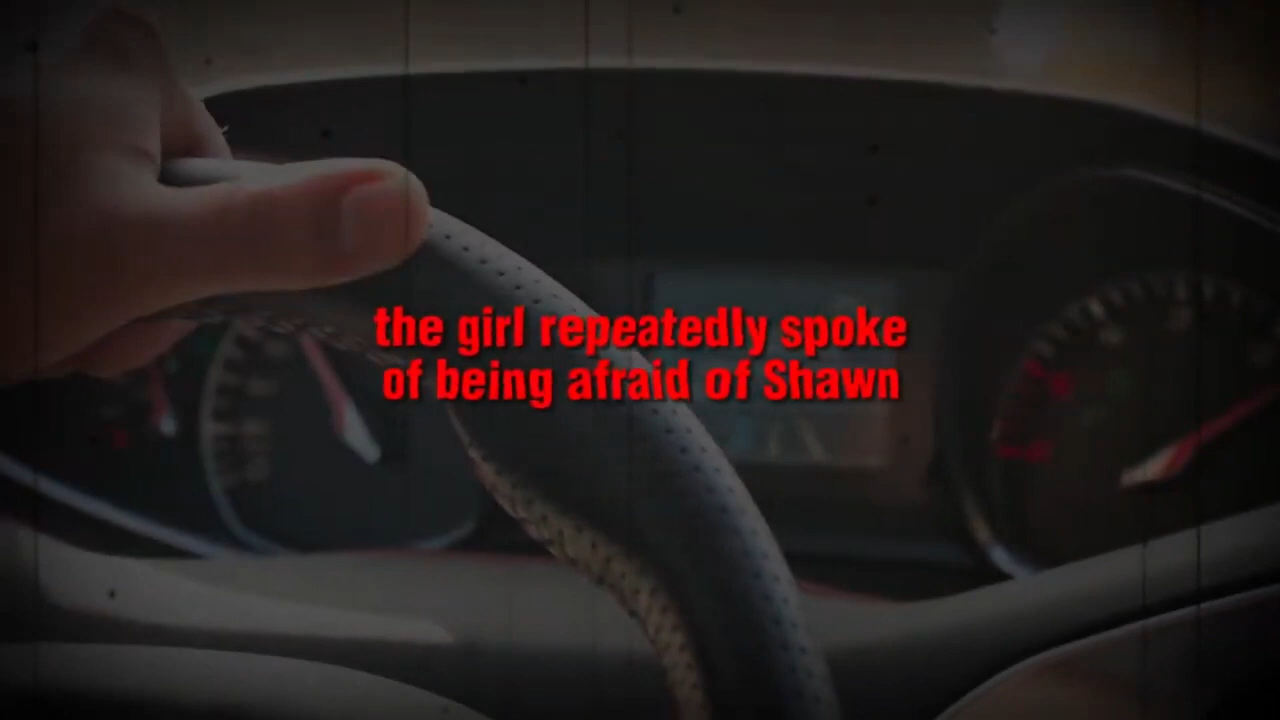 the girl repeatedly spoke
of being afraid of Shawn